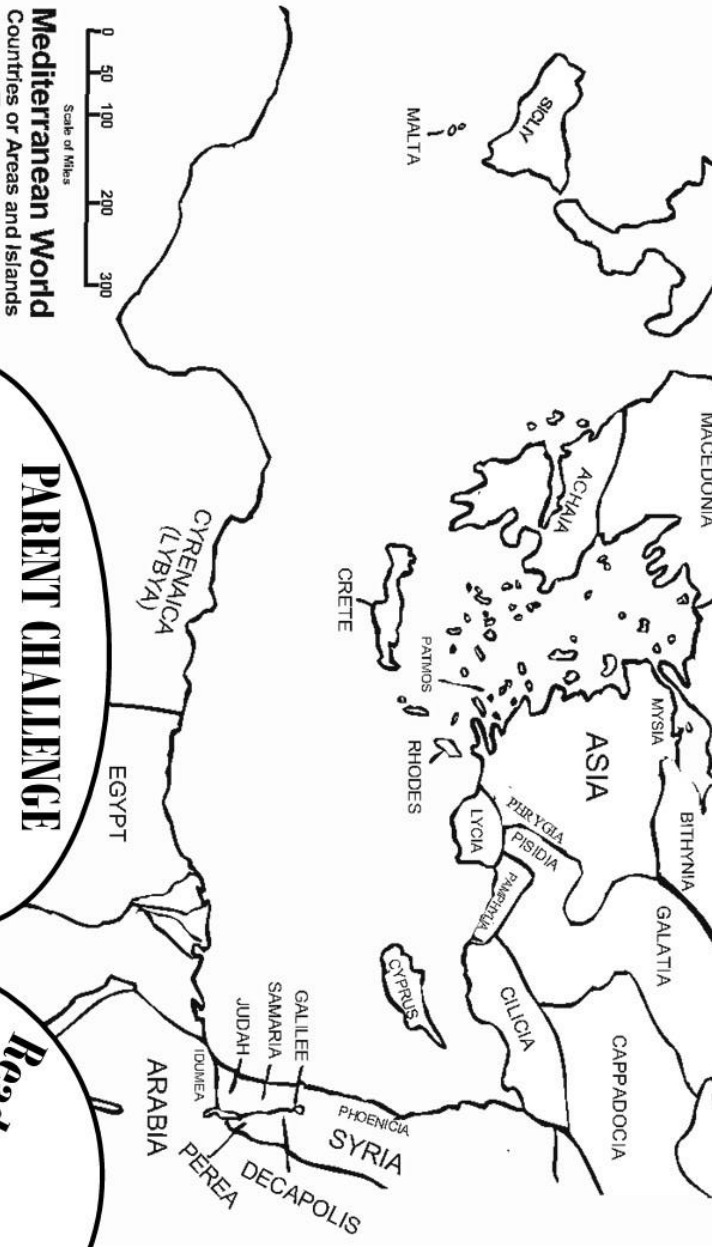 MACEDONIA
BITHYNIA
MYSIA
GALATIA
CAPPADOCIA
ASIA
ACHAIA
SICLIY
PHRYGIA
PISIDIA
LYCIA
PAMPHYLIA
CILICIA
MALTA
PATMOS
RHODES
CRETE
CYPRUS
PHOENICIA
SYRIA
GALILEE
SAMARIA
JUDAH
DECAPOLIS
IDUMEA
PEREA
CYRENAICA
(LYBYA)
EGYPT
ARABIA
0 50 100 200 300
Scale of Miles
Mediterranean World
Countries or Areas and Islands
PARENT CHALLENGE